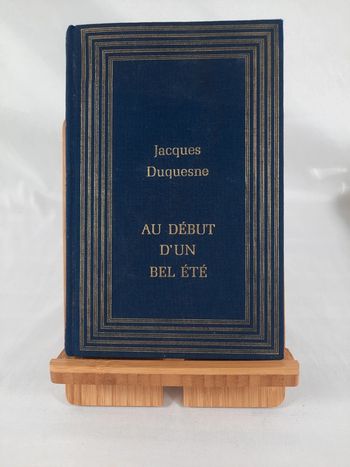 Jacques
Duquesne
AU DÉBUT
D'UN
BEL ÉTÉ